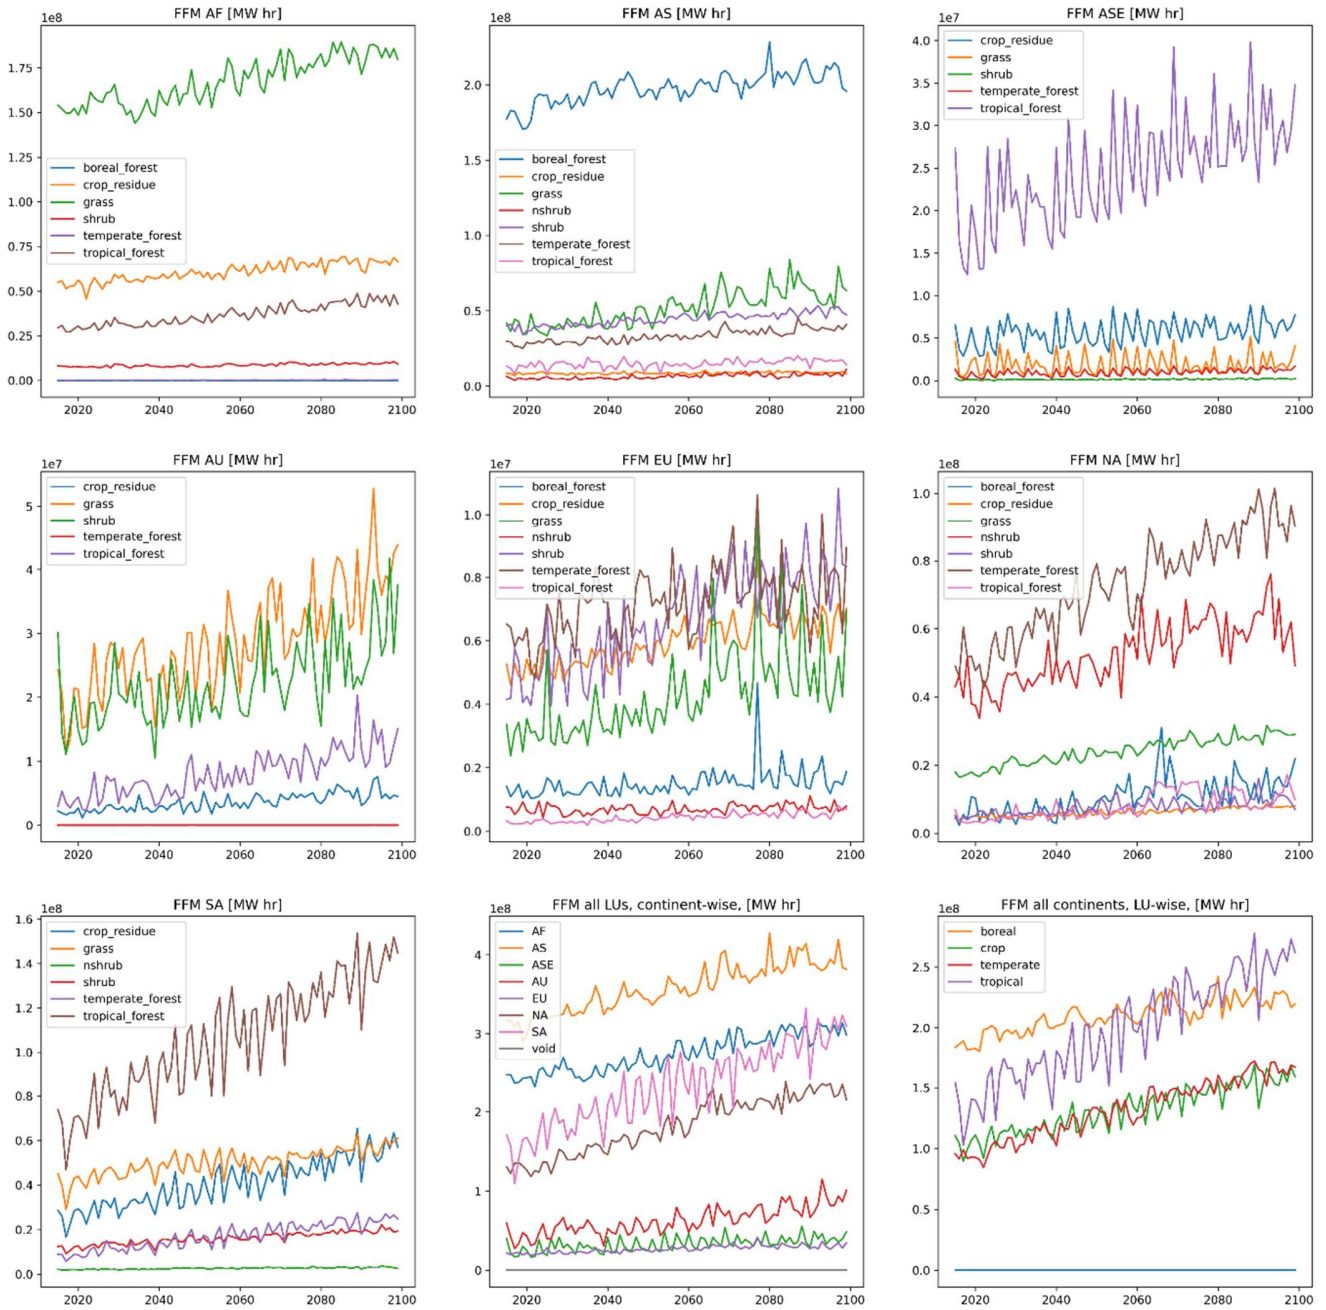 FFM AF [MW hr]
1e8
1.75
1.50
1.25
1.00
0.75
0.50
0.25
0.00
boreal_forest
crop_residue
grass
shrub
temperate_forest
tropical_forest
2020 2040 2060 2080 2100
FFM AS [MW hr]
1e8
2.0
1.5
1.0
0.5
0.0
boreal_forest
crop_residue
grass
nshrub
shrub
temperate_forest
tropical_forest
2020 2040 2060 2080 2100
FFM ASE [MW hr]
1e7
4.0
3.5
3.0
2.5
2.0
1.5
1.0
0.5
0.0
crop_residue
grass
shrub
temperate_forest
tropical_forest
2020 2040 2060 2080 2100
FFM AU [MW hr]
1e7
5
4
3
2
1
0
crop_residue
grass
shrub
temperate_forest
tropical_forest
2020 2040 2060 2080 2100
FFM EU [MW hr]
1e7
1.0
0.8
0.6
0.4
0.2
0.0
boreal_forest
crop_residue
grass
nshrub
shrub
temperate_forest
tropical_forest
2020 2040 2060 2080 2100
FFM NA [MW hr]
1e8
1.0
0.8
0.6
0.4
0.2
0.0
boreal_forest
crop_residue
grass
nshrub
shrub
temperate_forest
tropical_forest
2020 2040 2060 2080 2100
FFM SA [MW hr]
1e8
1.6
1.4
1.2
1.0
0.8
0.6
0.4
0.2
0.0
crop_residue
grass
nshrub
shrub
temperate_forest
tropical_forest
2020 2040 2060 2080 2100
FFM all LUs, continent-wise, [MW hr]
1e8
4
3
2
1
0
AF
AS
ASE
AU
EU
NA
SA
void
2020 2040 2060 2080 2100
FFM all continents, LU-wise, [MW hr]
1e8
2.5
2.0
1.5
1.0
0.5
0.0
boreal
crop
temperate
tropical
2020 2040 2060 2080 2100